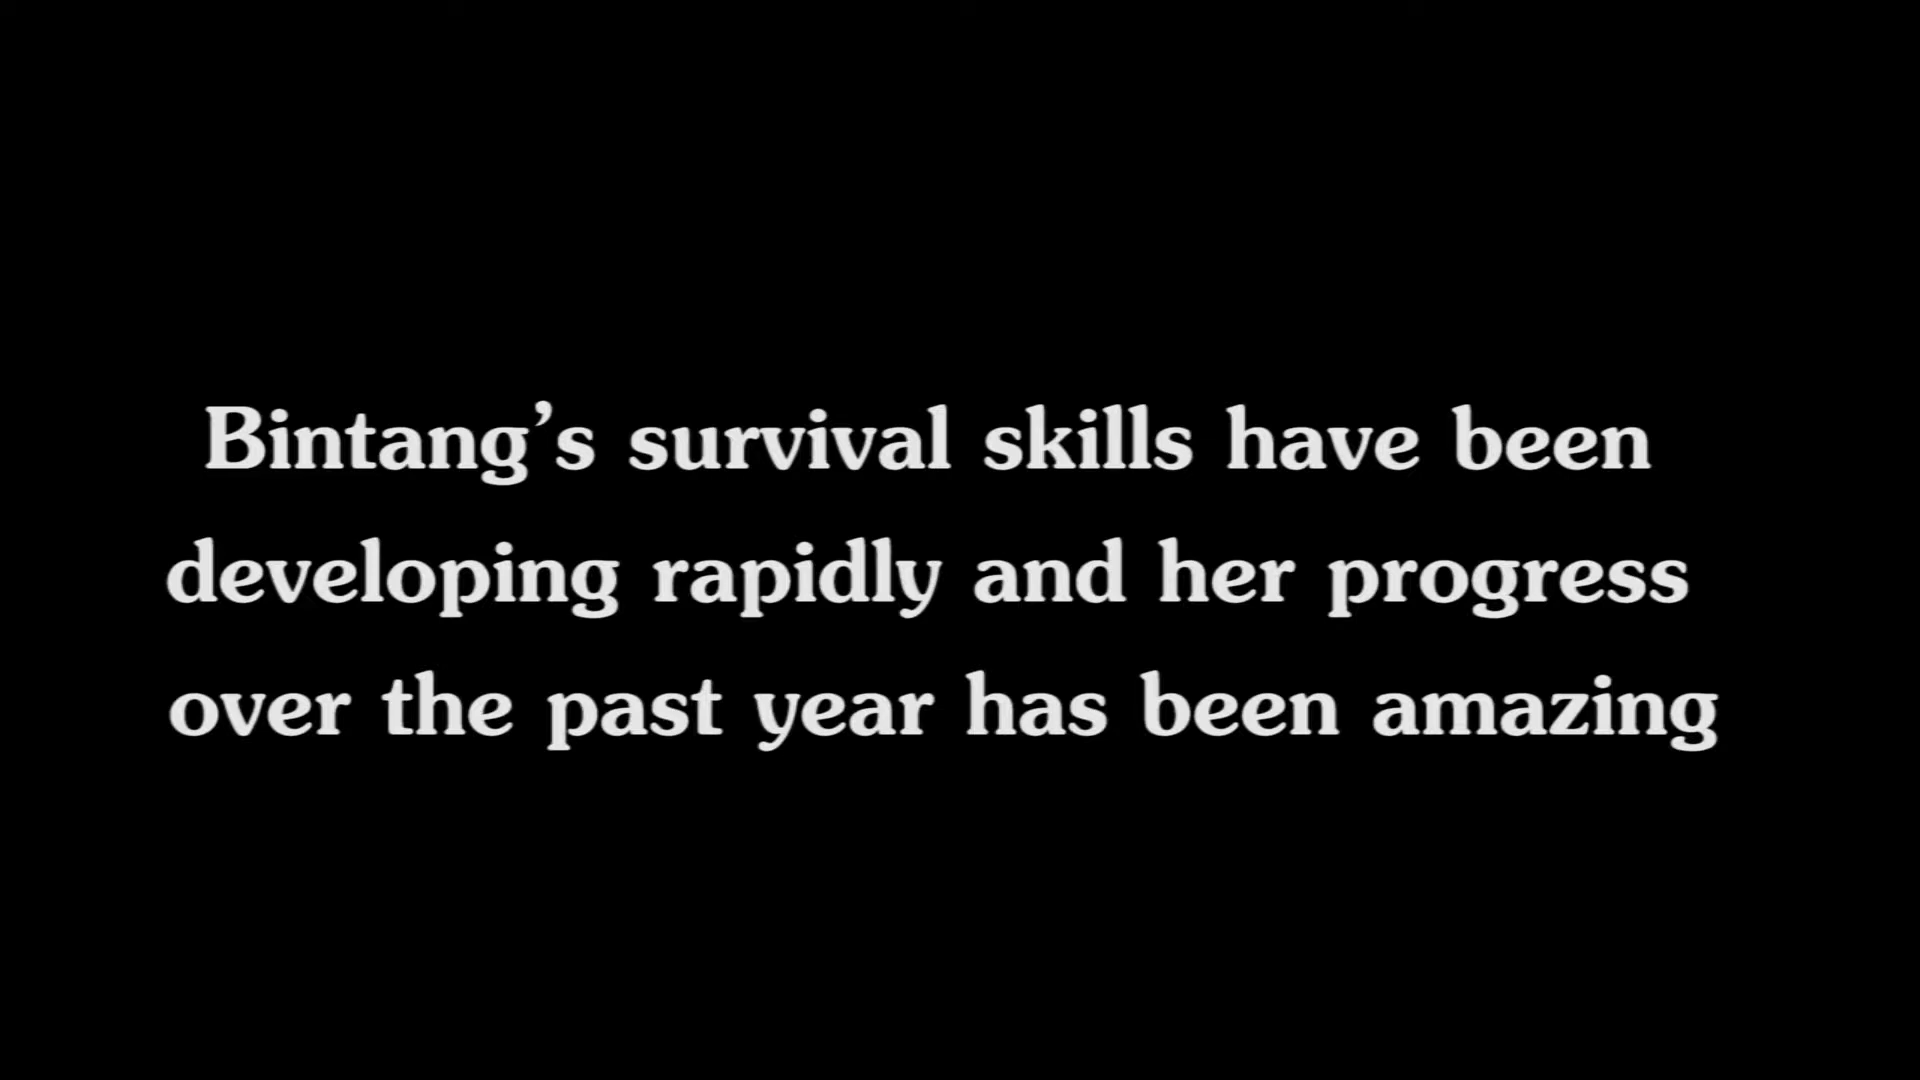 Bintang’s survival skills have been
developing rapidly and her progress
over the past year has been amazing